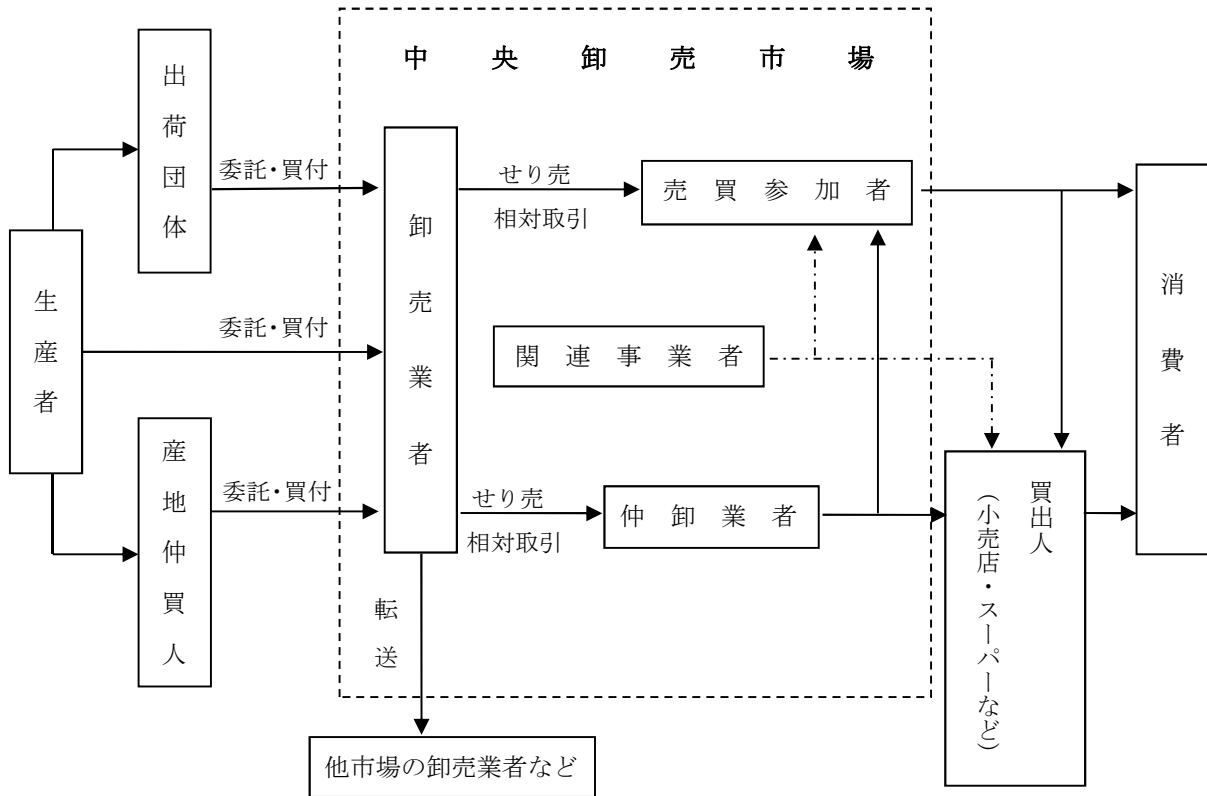 中央卸売市場
出荷団体
委託・買付
せり売
相対取引
売買参加者
生産者
委託・買付
卸売業者
関連事業者
消費者
産地仲買人
委託・買付
せり売
相対取引
仲卸業者
買出人
（小売店・スーパーなど）
転送
他市場の卸売業者など